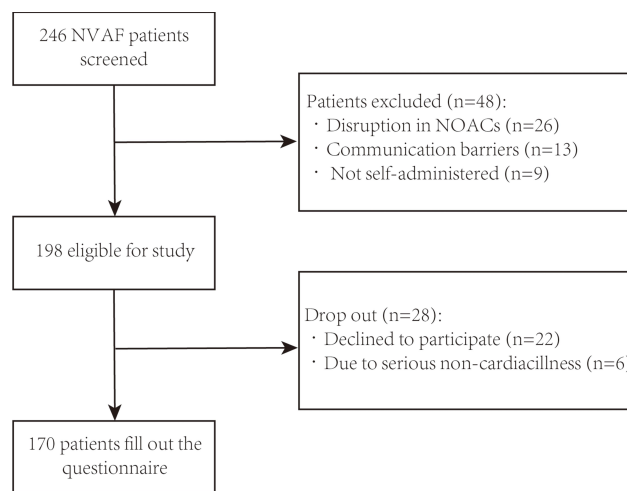 246 NVAF patients
screened
Patients excluded (n=48):
· Disruption in NOACs (n=26)
· Communication barriers (n=13)
· Not self-administered (n=9)
198 eligible for study
Drop out (n=28):
· Declined to participate (n=22)
· Due to serious non-cardiacillness (n=6)
170 patients fill out the
questionnaire